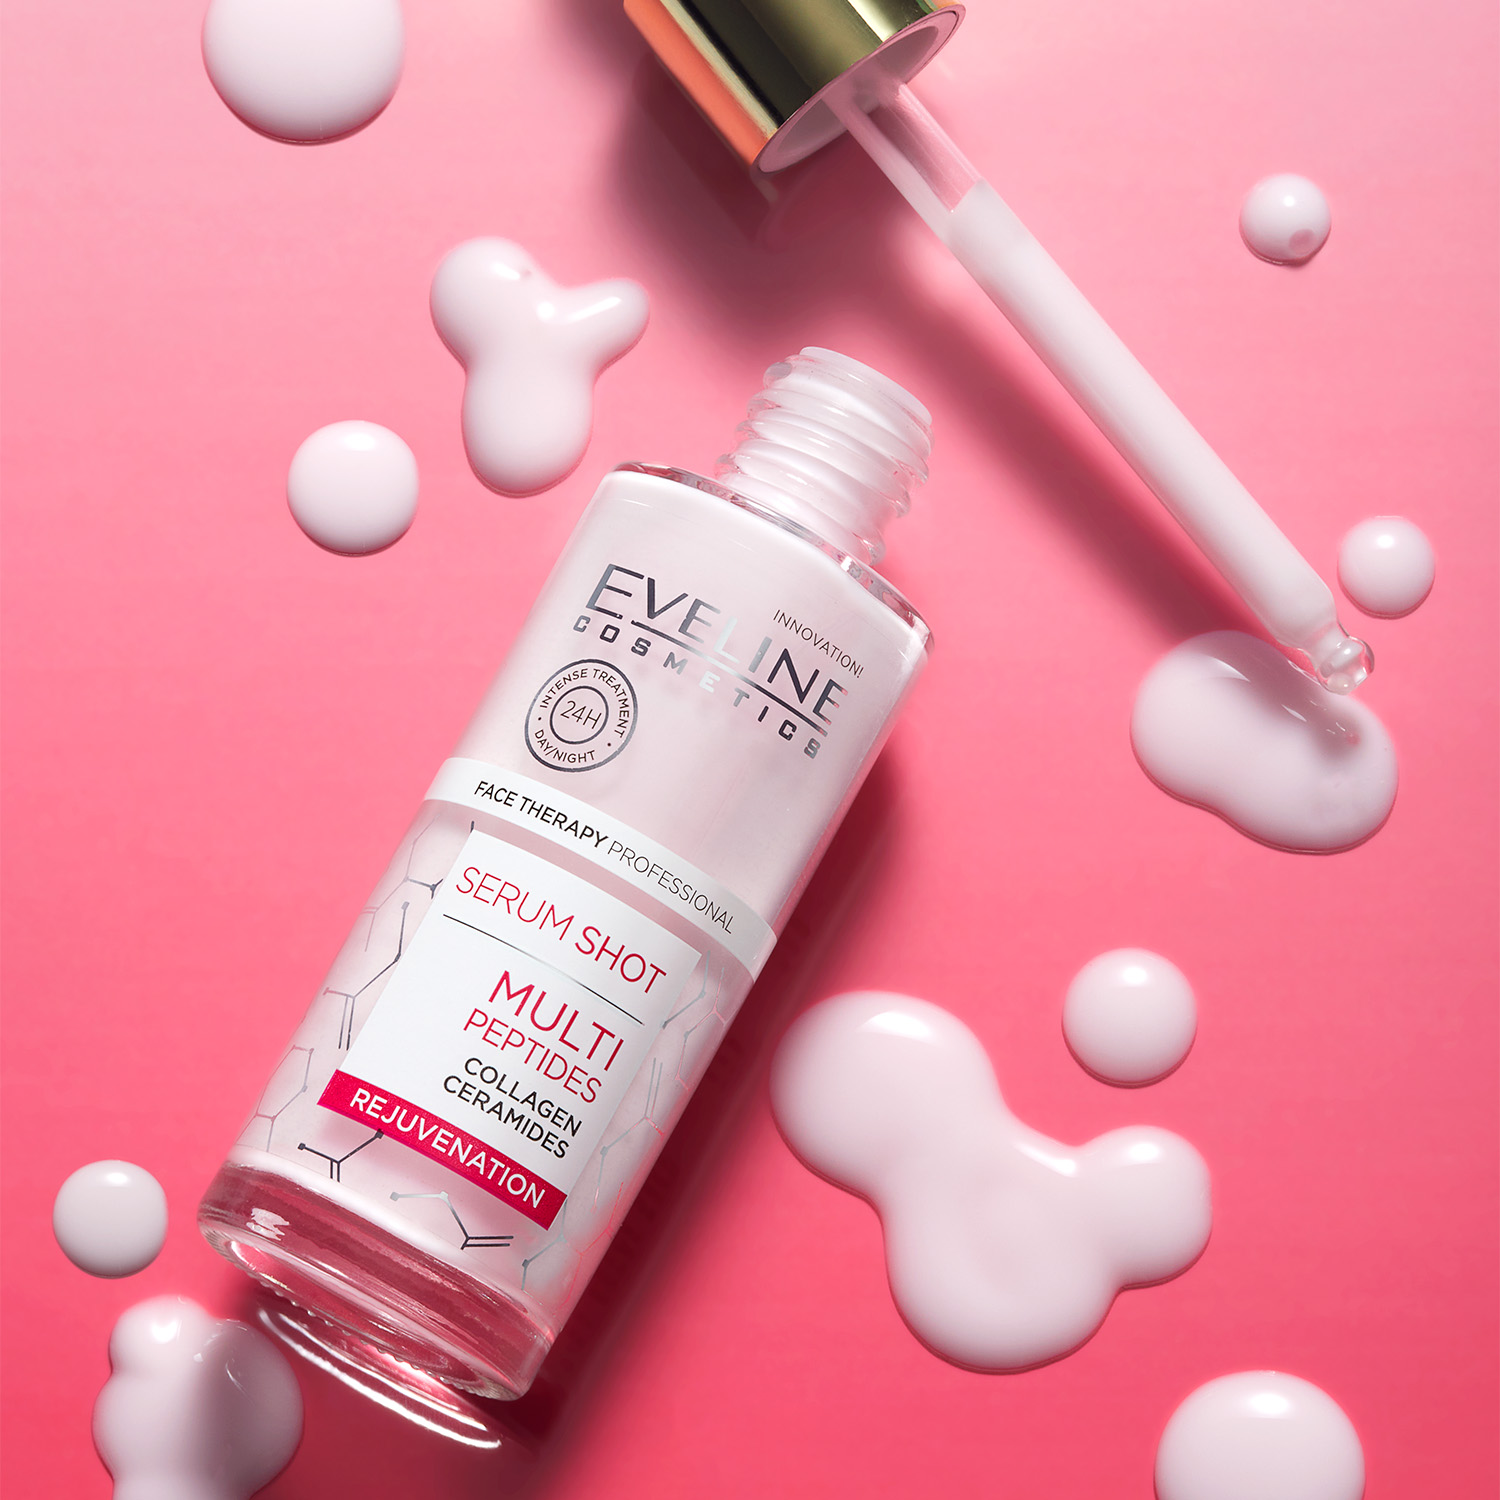 INNOVATION!
EVELINE
COSMETICS
INTENSE TREATMENT
24H
DAY/NIGHT
FACE THERAPY PROFESSIONAL
SERUM SHOT
MULTI
PEPTIDES
COLLAGEN
CERAMIDES
REJUVENATION